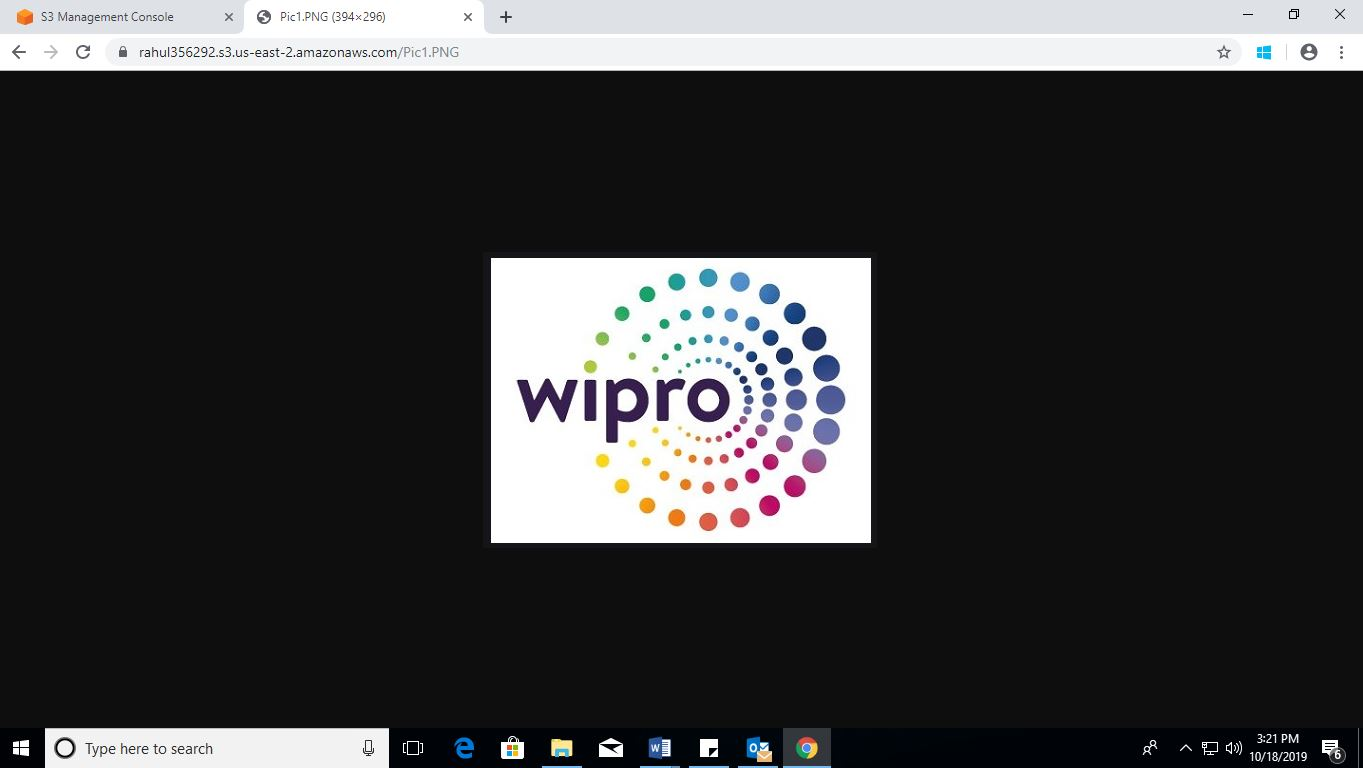 S3 Management Console
Pic1.PNG (394×296)
rahul356292.s3.us-east-2.amazonaws.com/Pic1.PNG
wipro
Type here to search
3:21 PM
10/18/2019
6